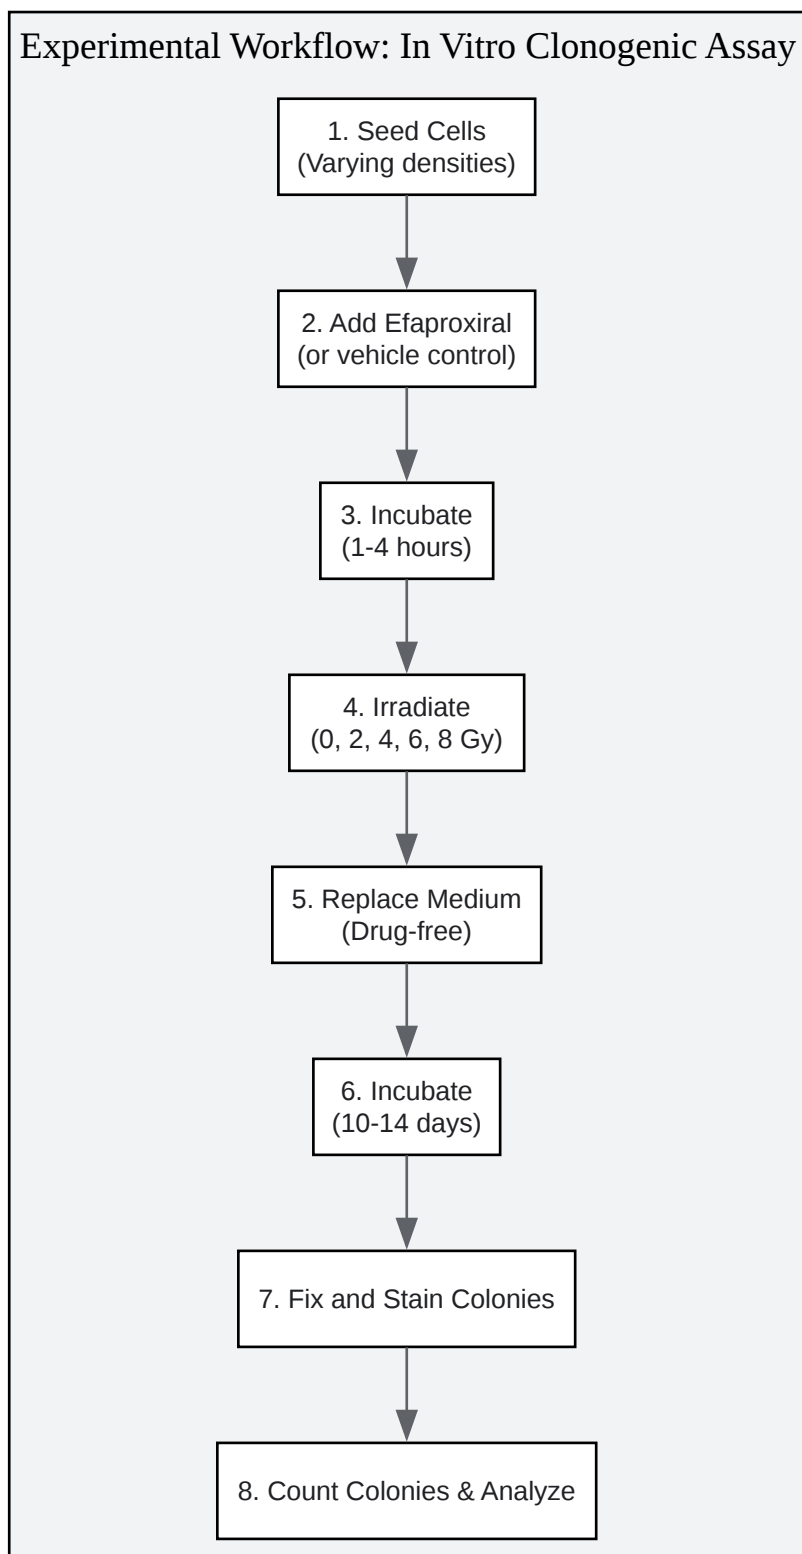 Experimental Workflow: In Vitro Clonogenic Assay
1. Seed Cells
(Varying densities)
2. Add Efaproxiral
(or vehicle control)
3. Incubate
(1-4 hours)
4. Irradiate
(0, 2, 4, 6, 8 Gy)
5. Replace Medium
(Drug-free)
6. Incubate
(10-14 days)
7. Fix and Stain Colonies
8. Count Colonies & Analyze